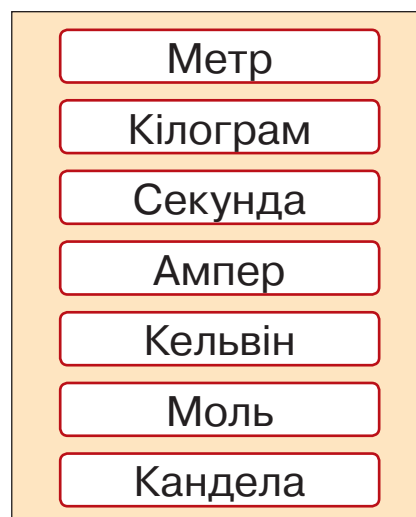 Метр
Кілограм
Секунда
Ампер
Кельвін
Моль
Кандела